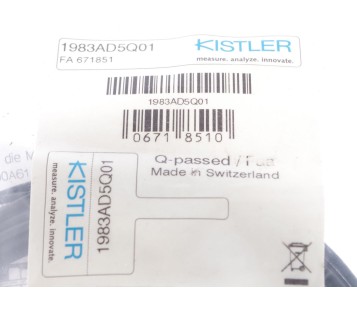 1983AD5Q01
FA 671851
KISTLER
measure. analyze. innovate.
1983AD5Q01
0671 8510
Q-passed /
Made in Switzerland
KISTLER
measure. analyze. innovate.
1983AD5Q01
die M